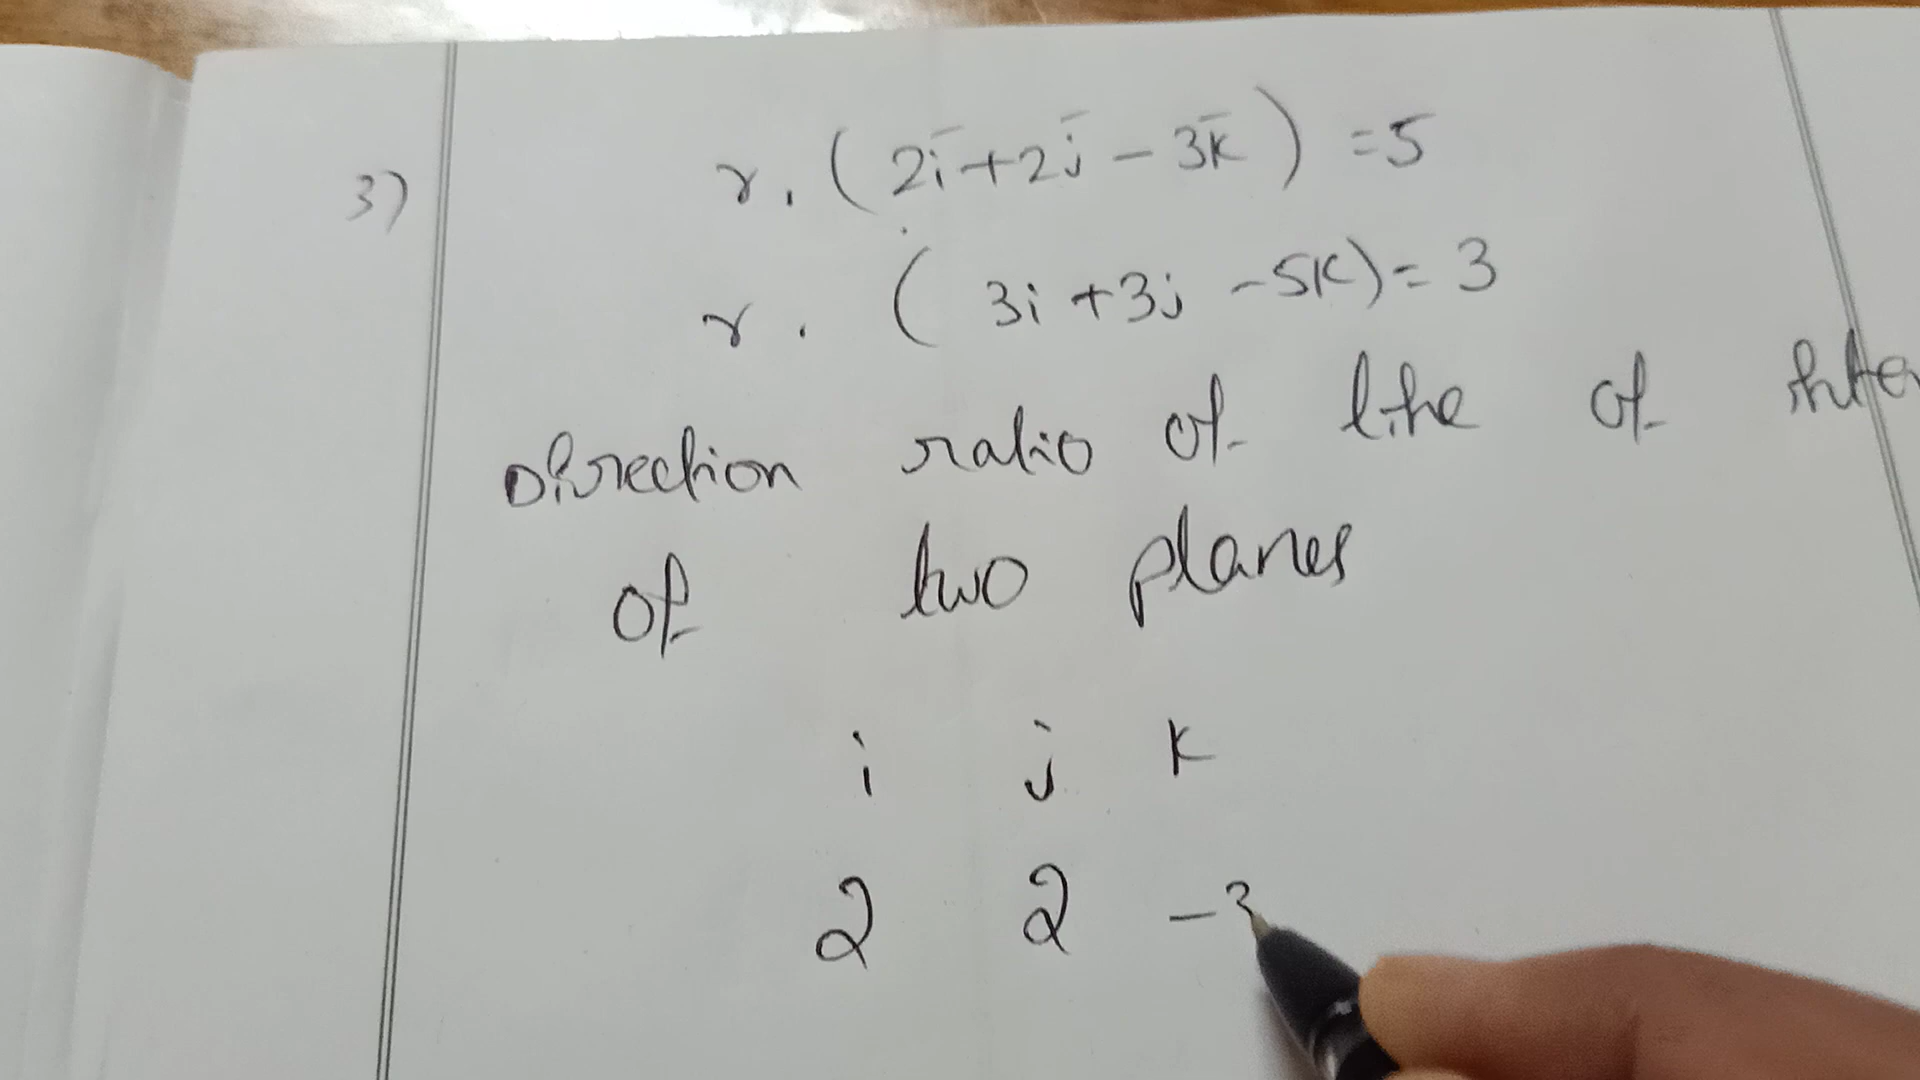 3) r. (2i̅+2j̅ - 3k̅) =5
r. (3i +3j -5k)= 3
Direction ratio of line of
of two planes
i j k
2 2 -3